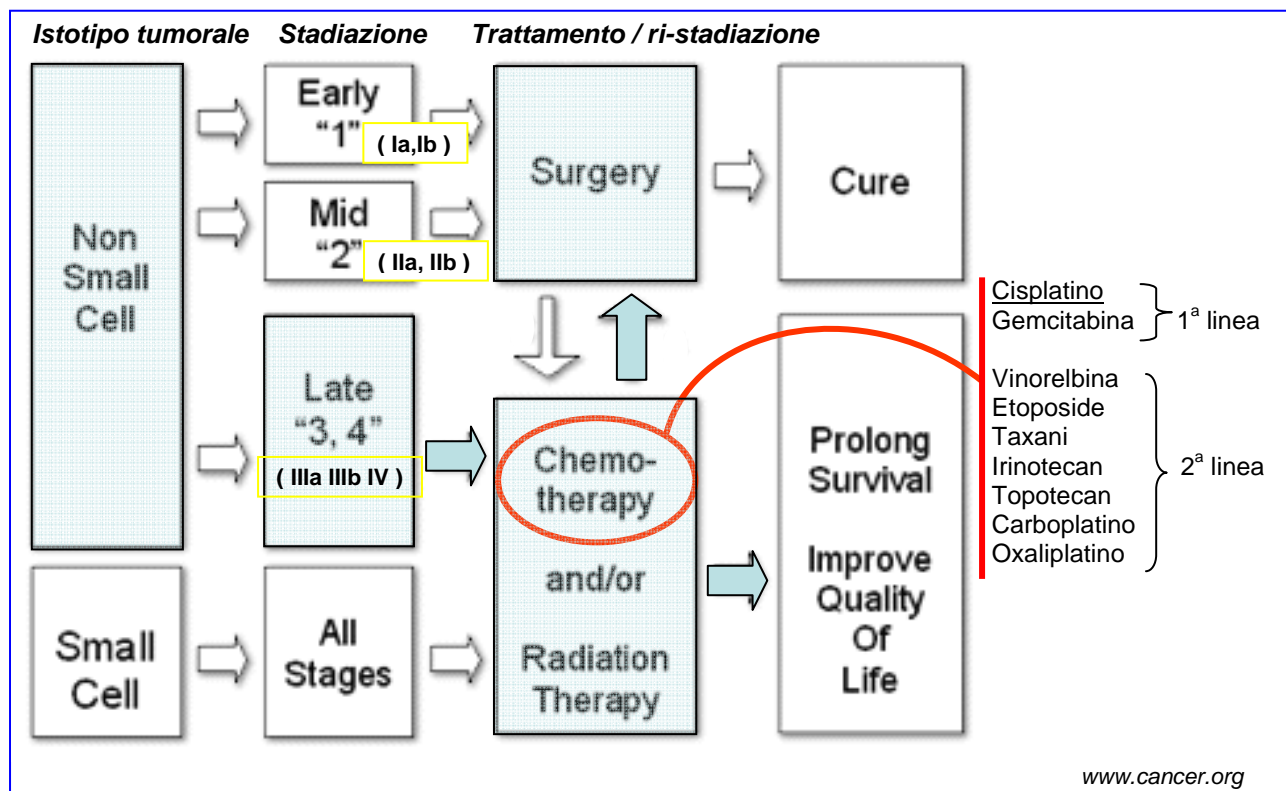 Istotipo tumorale
Stadiazione
Trattamento / ri-stadiazione
Non
Small
Cell
Early
“1”
( Ia,Ib )
Mid
“2”
( IIa, IIb )
Late
“3, 4”
( IIIa IIIb IV )
Small
Cell
All
Stages
Surgery
Chemo-
therapy
and/or
Radiation
Therapy
Cure
Prolong
Survival
Improve
Quality
Of
Life
Cisplatino
Gemcitabina
1ª linea
Vinorelbina
Etoposide
Taxani
Irinotecan
Topotecan
Carboplatino
Oxaliplatino
2ª linea
www.cancer.org